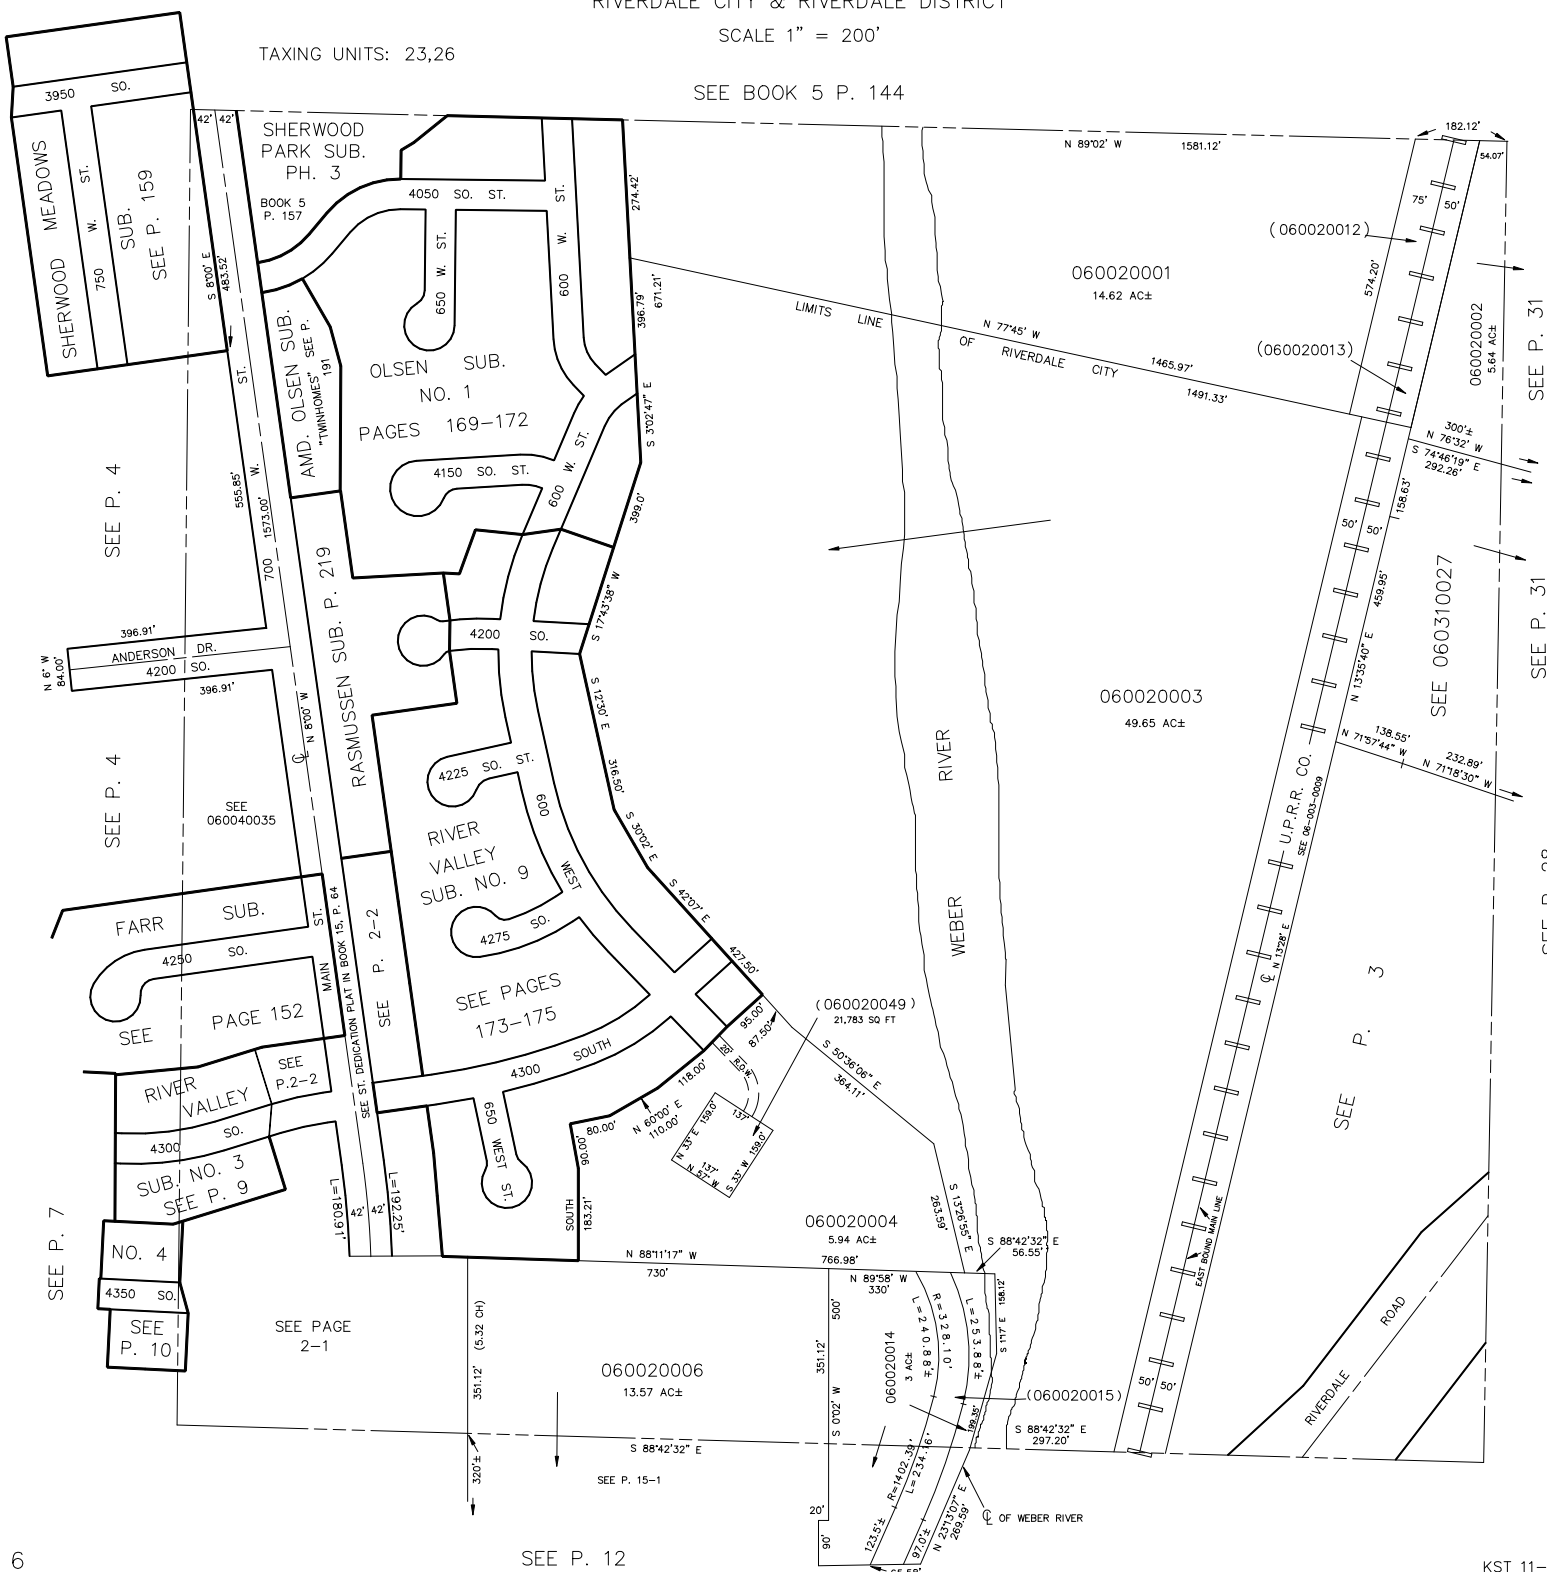 RIVERDALE CITY & RIVERDALE DISTRICT
SCALE 1" = 200'
TAXING UNITS: 23,26
SEE BOOK 5 P. 144
3950 SO.
SHERWOOD MEADOWS
750 W. ST.
SUB.
SEE P. 159
42' 42'
S 8°00' E
483.52'
SHERWOOD
PARK SUB.
PH. 3
BOOK 5
P. 157
4050 SO. ST.
650 W. ST.
600 W. ST.
274.42'
396.79'
671.21'
S 3°02'47" E
N 89°02' W 1581.12'
182.12'
54.07'
75' 50'
(060020012)
574.20'
060020001
14.62 AC±
LIMITS LINE OF RIVERDALE CITY
N 77°45' W
1465.97'
1491.33'
(060020013)
060020002
5.64 AC±
SEE P. 31
300'±
N 76°32' W
S 74°46'19" E
292.26'
AMD. OLSEN SUB.
"TWINHOMES" SEE P.
191
OLSEN SUB.
NO. 1
PAGES 169-172
4150 SO. ST.
600 W. ST.
399.0'
S 17°43'38" W
SEE P. 4
555.85'
1573.00'
700 W. ST.
RASMUSSEN SUB. P. 219
396.91'
ANDERSON DR.
4200 SO.
396.91'
N 6° W
84.00'
4200 SO.
℄ N 8°00' W
SEE P. 4
SEE
060040035
S 12°30' E
316.50'
S 30°02' E
S 42°07' E
427.50'
4225 SO. ST.
600 WEST
RIVER
VALLEY
SUB. NO. 9
4275 SO.
SEE PAGES
173-175
060020003
49.65 AC±
WEBER RIVER
158.63'
50' 50'
459.95'
N 13°35'40" E
SEE 060310027
SEE P. 31
138.55'
N 71°57'44" W
232.89'
N 71°18'30" W
U.P.R.R. CO.
SEE 06-003-0009
℄ N 13°28' E
SEE P. 3
FARR SUB.
4250 SO.
SEE PAGE 152
MAIN ST.
SEE ST. DEDICATION PLAT IN BOOK 15, P. 64
SEE P. 2-2
RIVER
VALLEY
SEE
P.2-2
4300 SO.
SUB. NO. 3
SEE P. 9
4300 SOUTH
650 WEST ST.
(060020049)
21,783 SQ FT
95.00'
87.50'
20' R.O.W.
118.00'
N 60°00' E
110.00'
80.00'
90.00'
SOUTH
183.21'
N 33° E 159.0'
137'
137'
N 57° W
S 33° W 159.0'
S 50°36'06" E
364.11'
S 13°26'55" E
263.59'
L=180.91'
42' 42'
L=192.25'
SEE P. 7
NO. 4
4350 SO.
SEE
P. 10
SEE PAGE
2-1
060020004
5.94 AC±
N 88°11'17" W
766.98'
730'
S 88°42'32" E
56.55'
N 89°58' W
330'
351.12' (5.32 CH)
060020006
13.57 AC±
500'
351.12'
S 0°02' W
060020014
3 AC±
L=240.88'±
R=328.10'
L=253.88'±
S 1°17' E 158.12'
(060020015)
199.35'
S 88°42'32" E
297.20'
S 88°42'32" E
320'±
SEE P. 15-1
20'
90'
R=1402.39'
L=234.16'
123.5'±
97.0'±
N 23°13'07" E
269.59'
℄ OF WEBER RIVER
EAST BOUND MAIN LINE
50' 50'
RIVERDALE ROAD
6
SEE P. 12
KST 11-